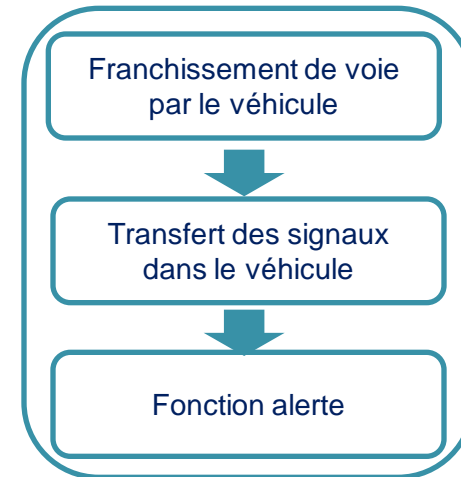 Franchissement de voie
par le véhicule
Transfert des signaux
dans le véhicule
Fonction alerte